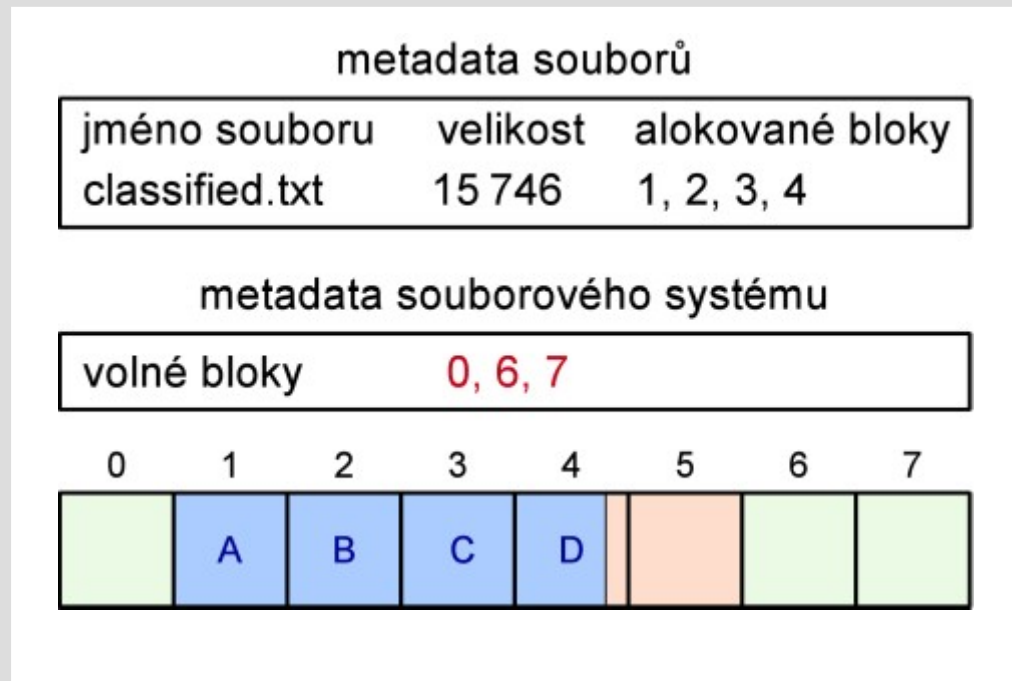 metadata souborů
jméno souboru velikost alokované bloky
classified.txt 15 746 1, 2, 3, 4
metadata souborového systému
volné bloky 0, 6, 7
0 1 2 3 4 5 6 7
A B C D